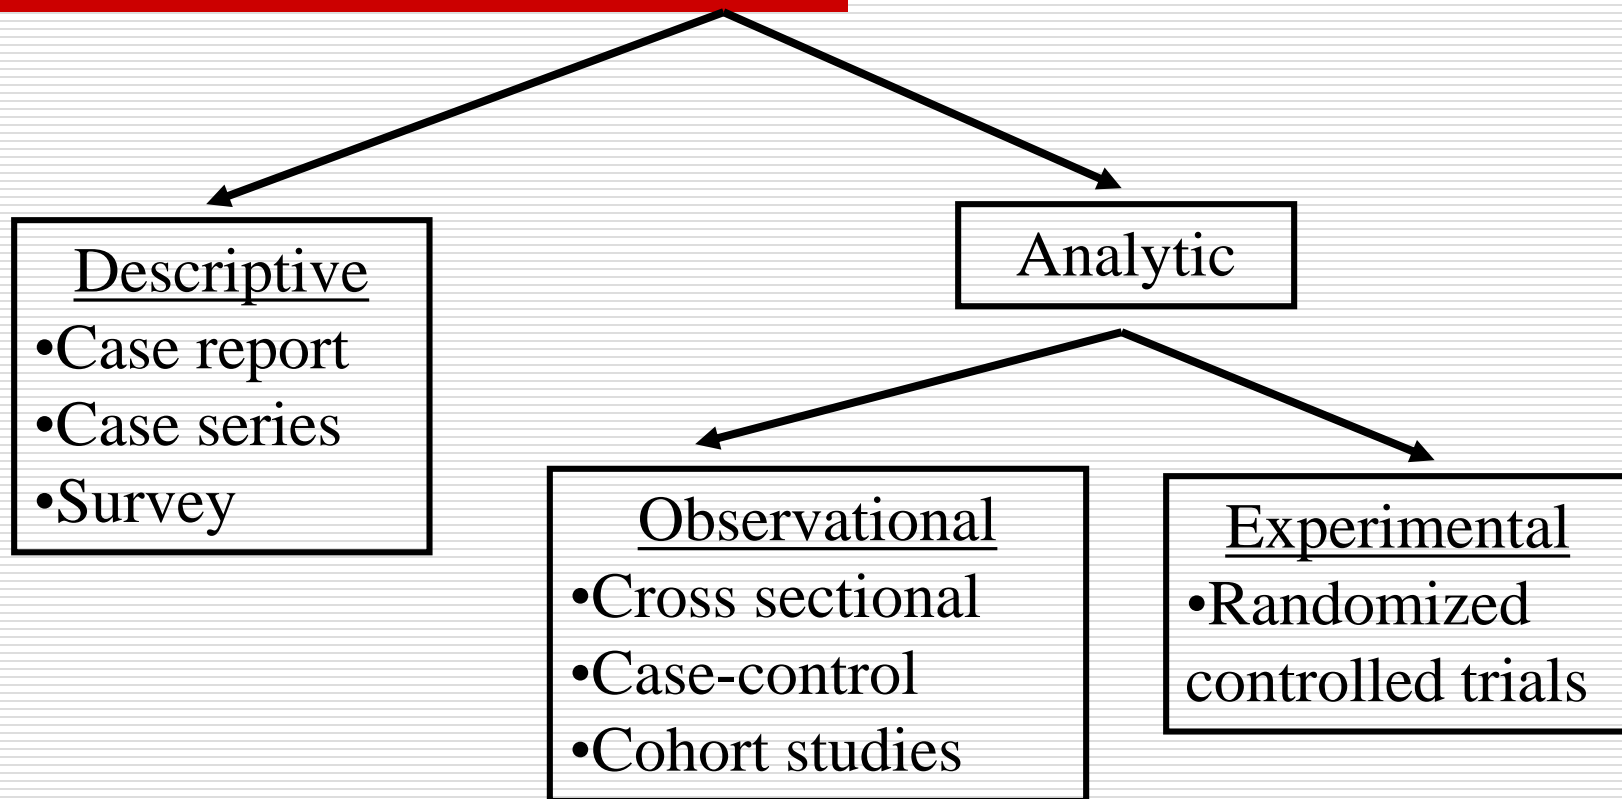 Descriptive
•Case report
•Case series
•Survey
Analytic
Observational
•Cross sectional
•Case-control
•Cohort studies
Experimental
•Randomized
controlled trials